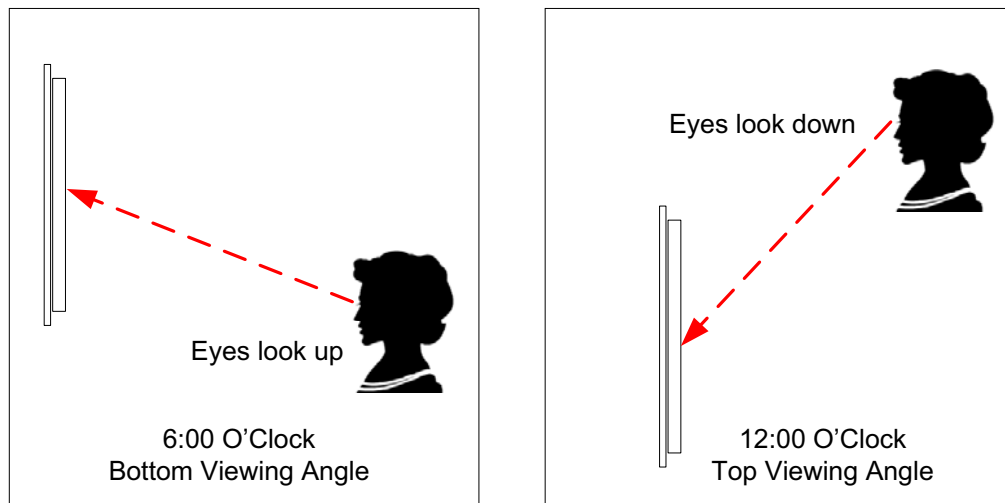 Eyes look up
6:00 O’Clock
Bottom Viewing Angle
Eyes look down
12:00 O’Clock
Top Viewing Angle